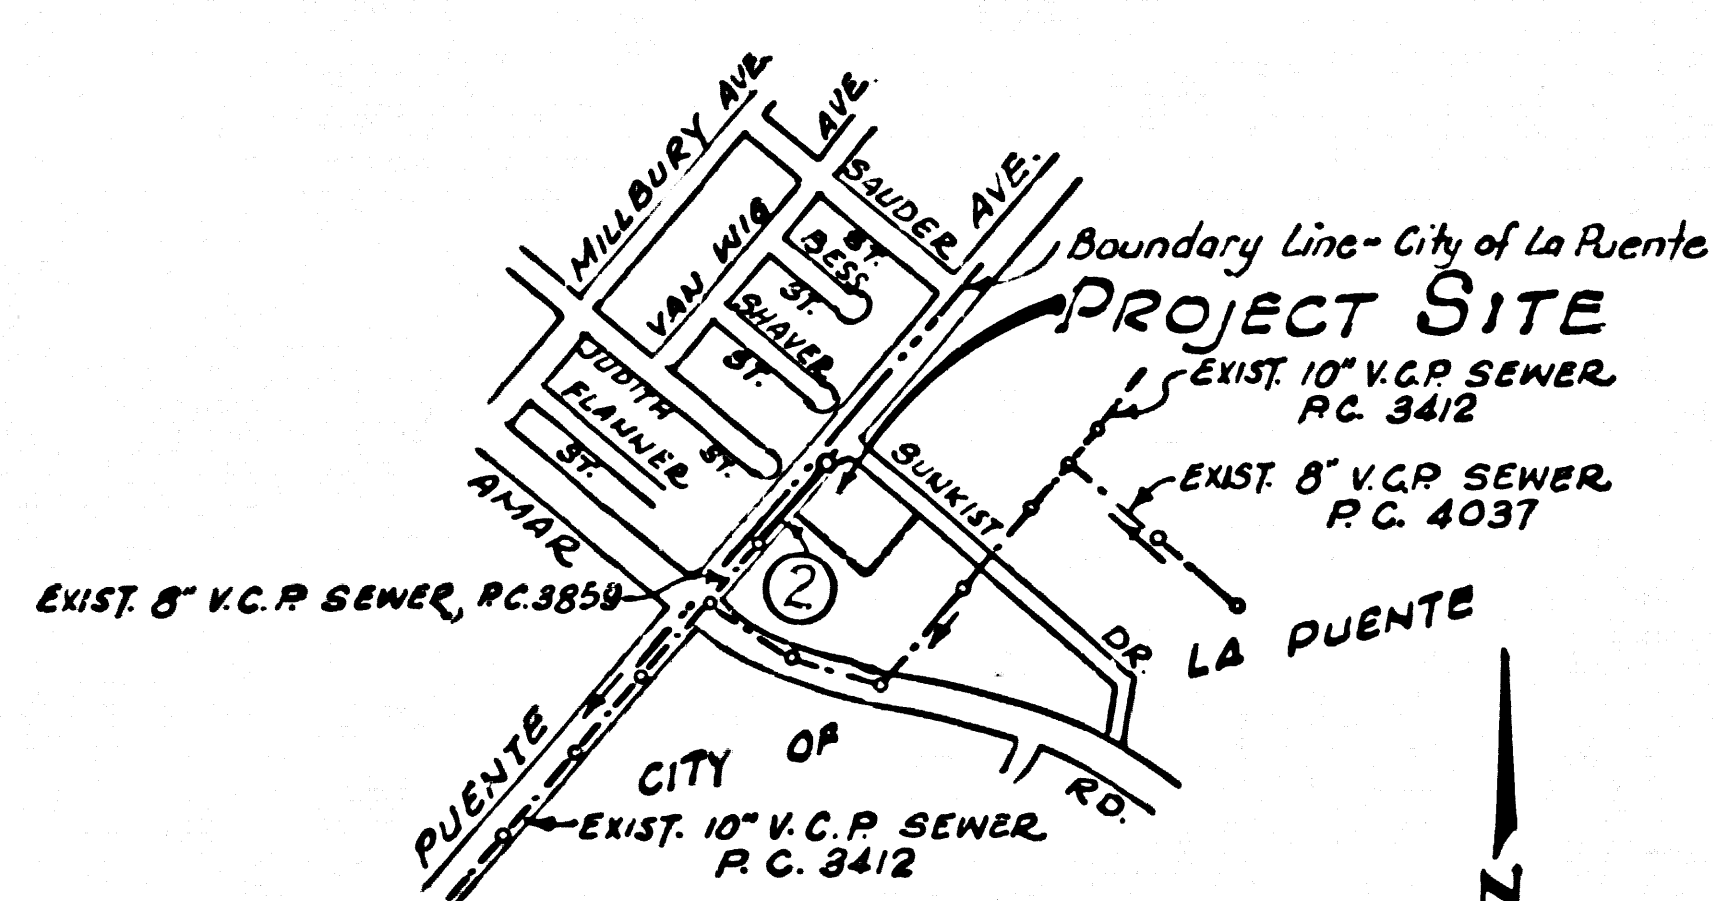 MILLBURY AVE.
AVE.
VAN WIG
SAUDER
ST.
AVE.
BESS
ST.
SHAVER
ST.
JUDITH
ST.
FLANNER
ST.
AMAR
Boundary Line- City of La Puente
PROJECT SITE
EXIST. 10" V.C.P. SEWER
P.C. 3412
EXIST. 8" V.C.P. SEWER
P.C. 4037
SUNKIST
DR.
EXIST. 8" V.C.P. SEWER, P.C.3859
2
LA PUENTE
CITY OF
PUENTE
RD.
EXIST. 10" V.C.P. SEWER
P.C. 3412
N